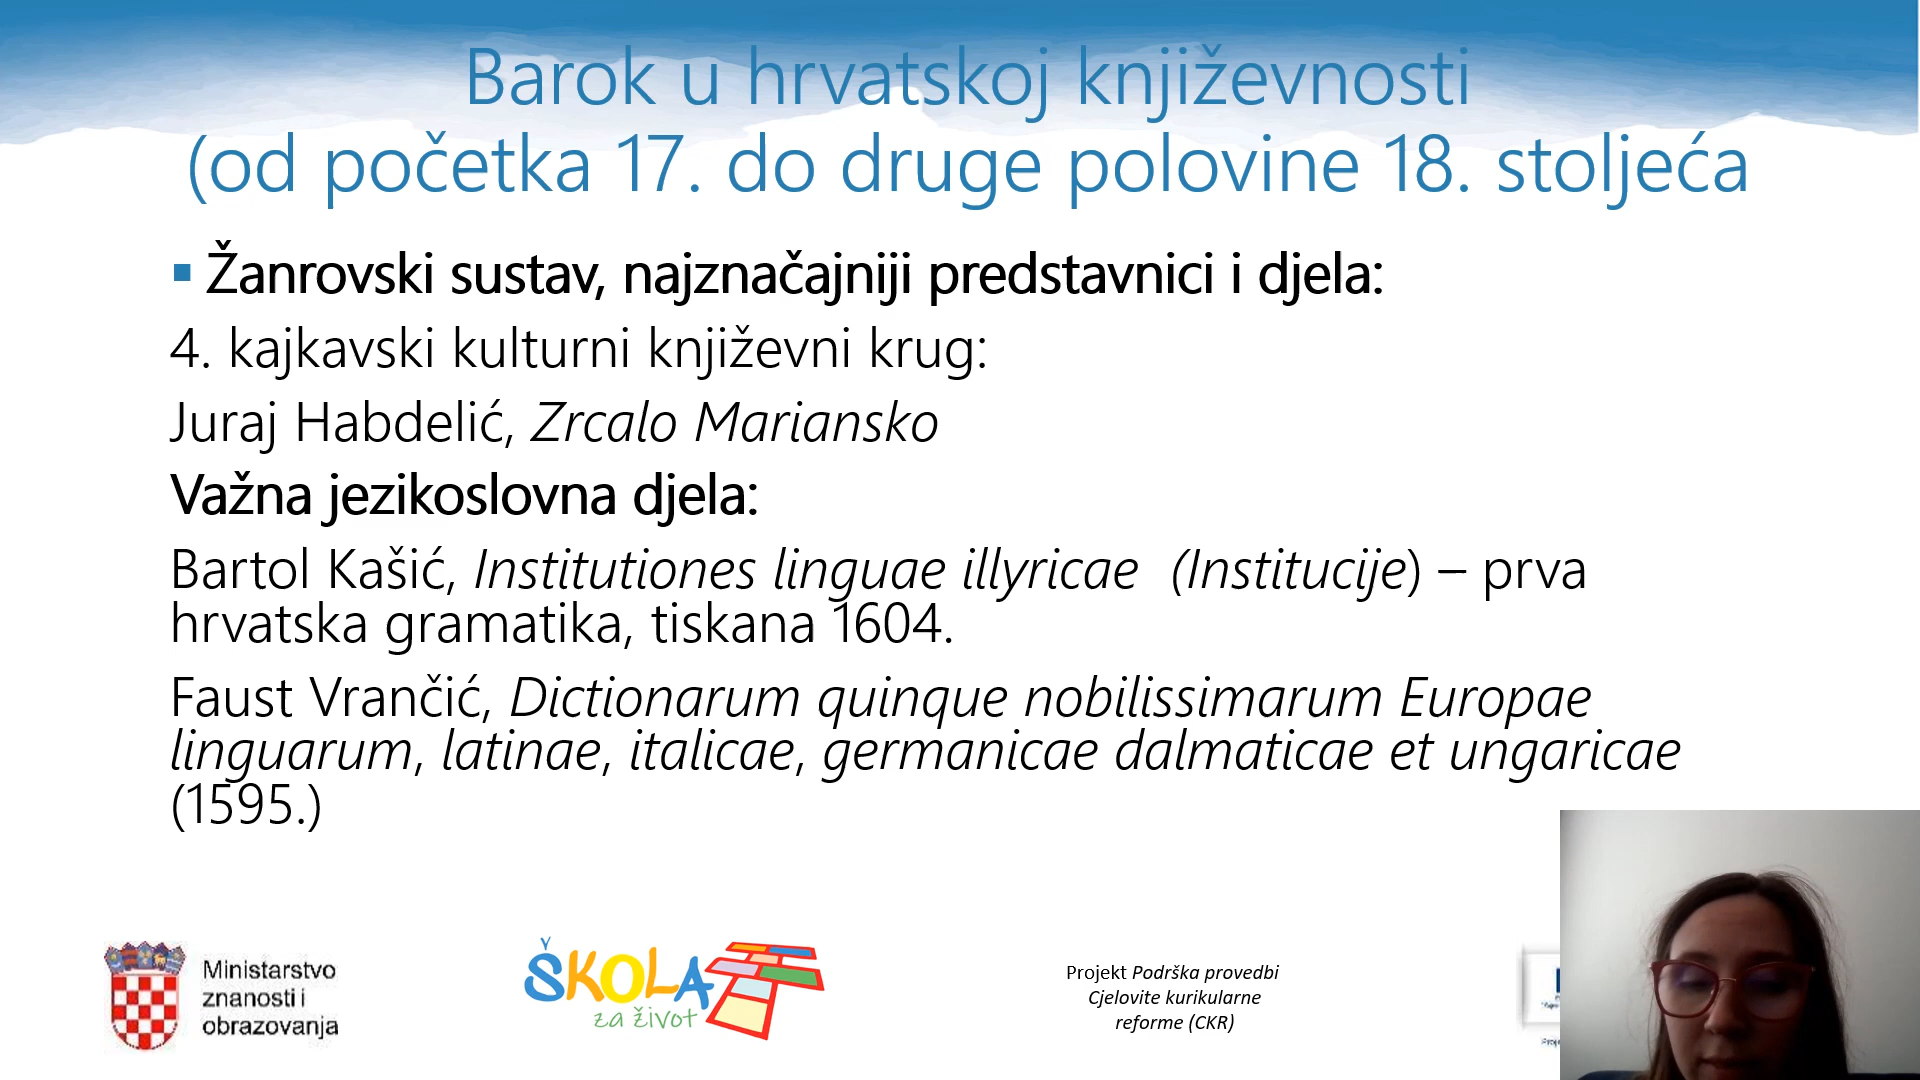 Barok u hrvatskoj književnosti
(od početka 17. do druge polovine 18. stoljeća
▪ Žanrovski sustav, najznačajniji predstavnici i djela:
4. kajkavski kulturni književni krug:
Juraj Habdelić, Zrcalo Mariansko
Važna jezikoslovna djela:
Bartol Kašić, Institutiones linguae illyricae (Institucije) – prva
hrvatska gramatika, tiskana 1604.
Faust Vrančić, Dictionarum quinque nobilissimarum Europae
linguarum, latinae, italicae, germanicae dalmaticae et ungaricae
(1595.)
Ministarstvo
znanosti i
obrazovanja
ŠKOLA
za život
Projekt Podrška provedbi
Cjelovite kurikularne
reforme (CKR)